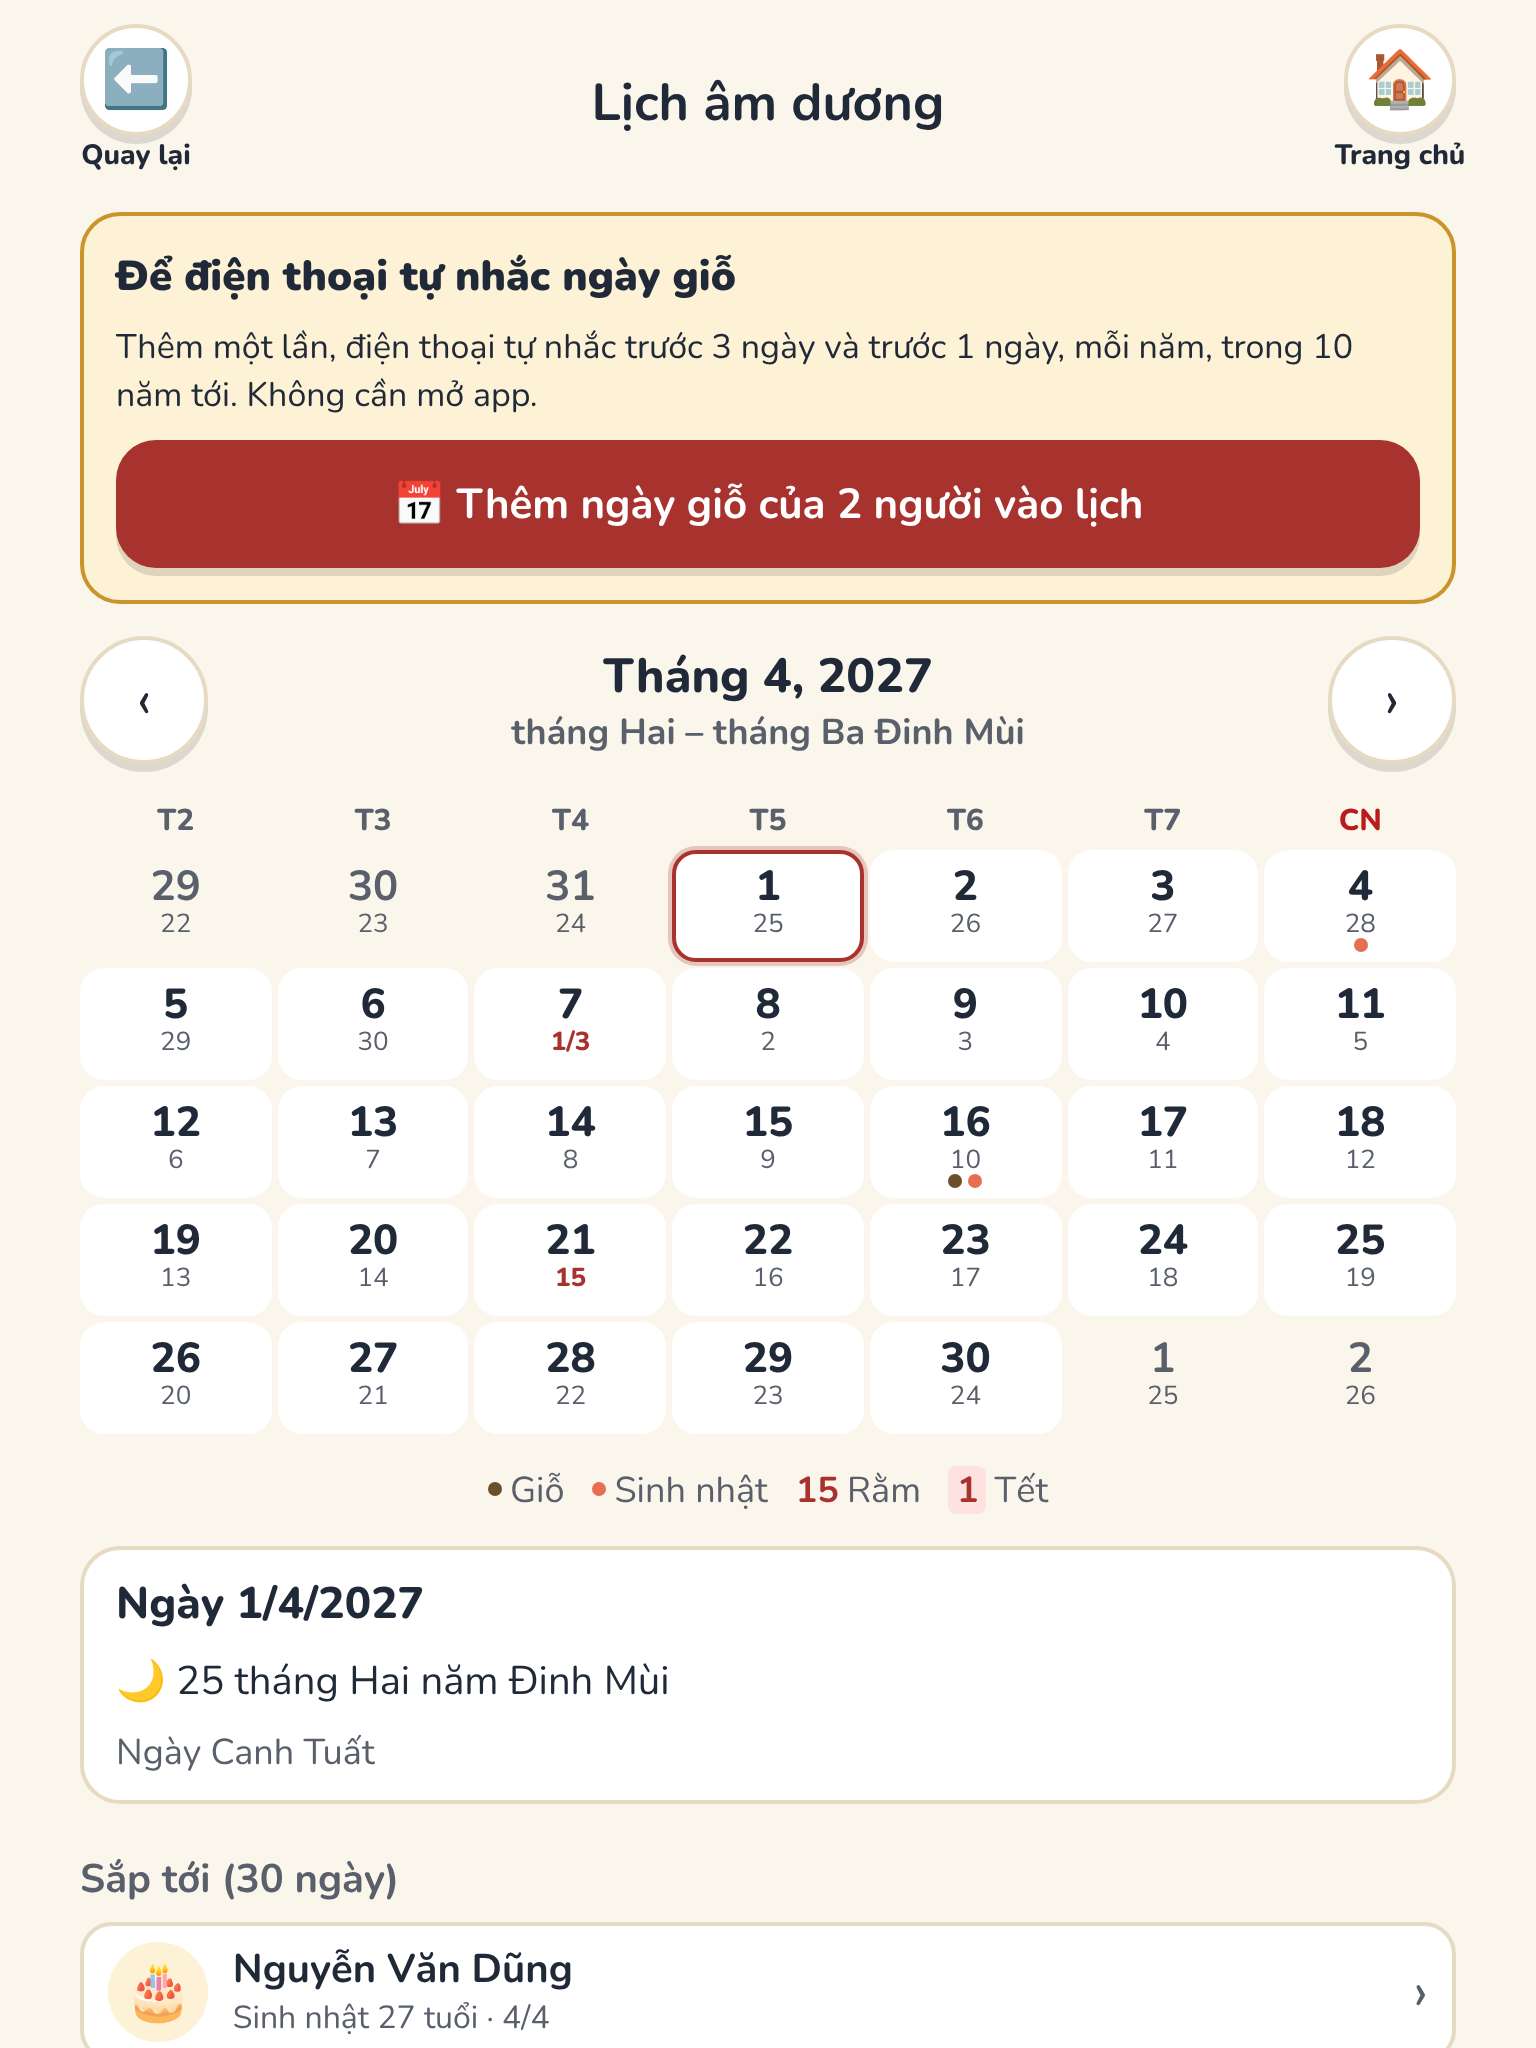 Quay lại
Lịch âm dương
Trang chủ
Để điện thoại tự nhắc ngày giỗ
Thêm một lần, điện thoại tự nhắc trước 3 ngày và trước 1 ngày, mỗi năm, trong 10
năm tới. Không cần mở app.
July 17 Thêm ngày giỗ của 2 người vào lịch
‹
Tháng 4, 2027
›
tháng Hai – tháng Ba Đinh Mùi
T2 T3 T4 T5 T6 T7 CN
29 30 31 1 2 3 4
22 23 24 25 26 27 28
5 6 7 8 9 10 11
29 30 1/3 2 3 4 5
12 13 14 15 16 17 18
6 7 8 9 10 11 12
19 20 21 22 23 24 25
13 14 15 16 17 18 19
26 27 28 29 30 1 2
20 21 22 23 24 25 26
Giỗ Sinh nhật 15 Rằm 1 Tết
Ngày 1/4/2027
25 tháng Hai năm Đinh Mùi
Ngày Canh Tuất
Sắp tới (30 ngày)
Nguyễn Văn Dũng
Sinh nhật 27 tuổi · 4/4
›